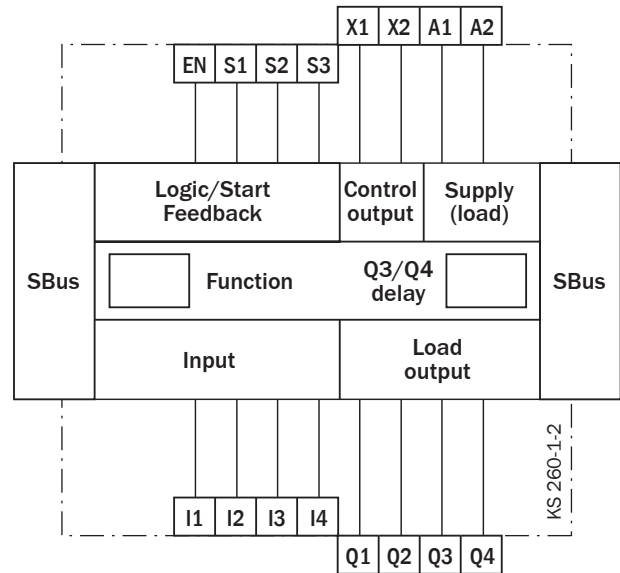 X1 X2 A1 A2
EN S1 S2 S3
Logic/Start
Feedback
Control
output
Supply
(load)
SBus
Function
Q3/Q4
delay
SBus
Input
Load
output
KS 260-1-2
I1 I2 I3 I4
Q1 Q2 Q3 Q4